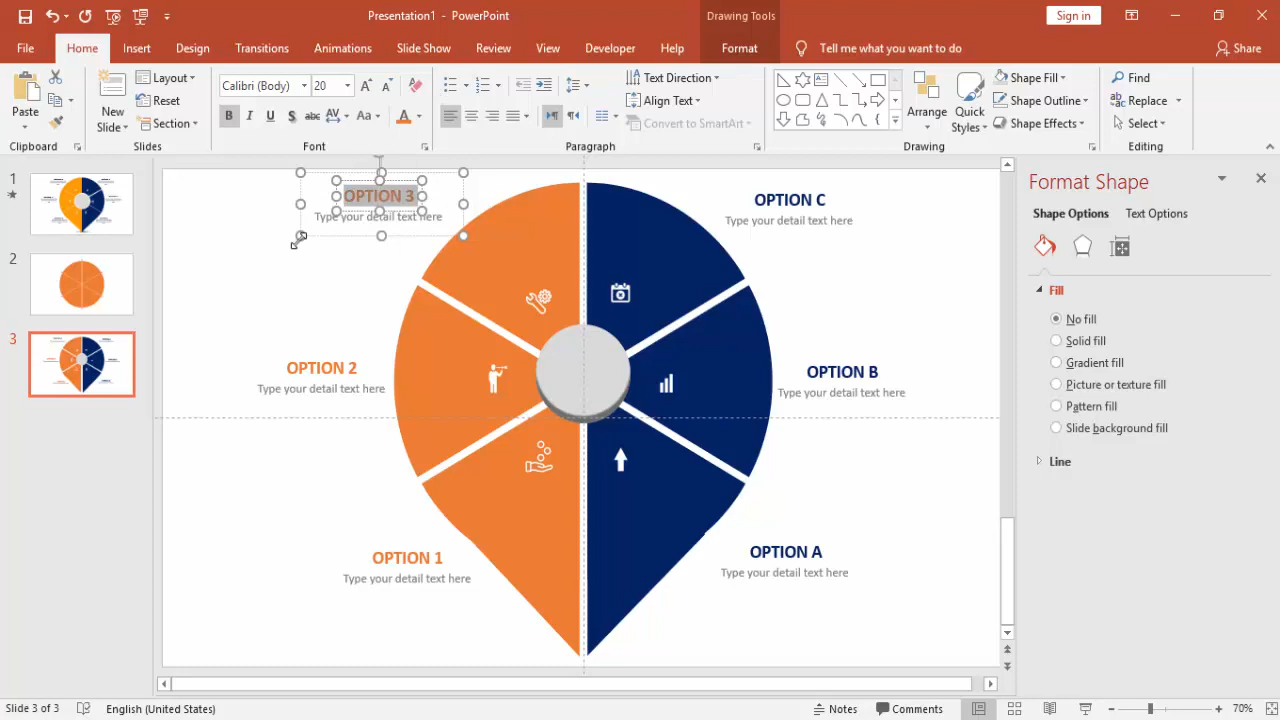 Presentation1 - PowerPoint
Drawing Tools
Sign in
File Home Insert Design Transitions Animations Slide Show Review View Developer Help Format Tell me what you want to do Share
Paste
New Slide
Layout
Reset
Section
Calibri (Body) 20
B I U S abc AV Aa A
Text Direction
Align Text
Convert to SmartArt
Arrange
Quick Styles
Shape Fill
Shape Outline
Shape Effects
Find
Replace
Select
Clipboard Slides Font Paragraph Drawing Editing
1
2
3
OPTION 3
Type your detail text here
OPTION C
Type your detail text here
OPTION 2
Type your detail text here
OPTION B
Type your detail text here
OPTION 1
Type your detail text here
OPTION A
Type your detail text here
Format Shape
Shape Options Text Options
Fill
No fill
Solid fill
Gradient fill
Picture or texture fill
Pattern fill
Slide background fill
Line
Slide 3 of 3 English (United States) Notes Comments 70%